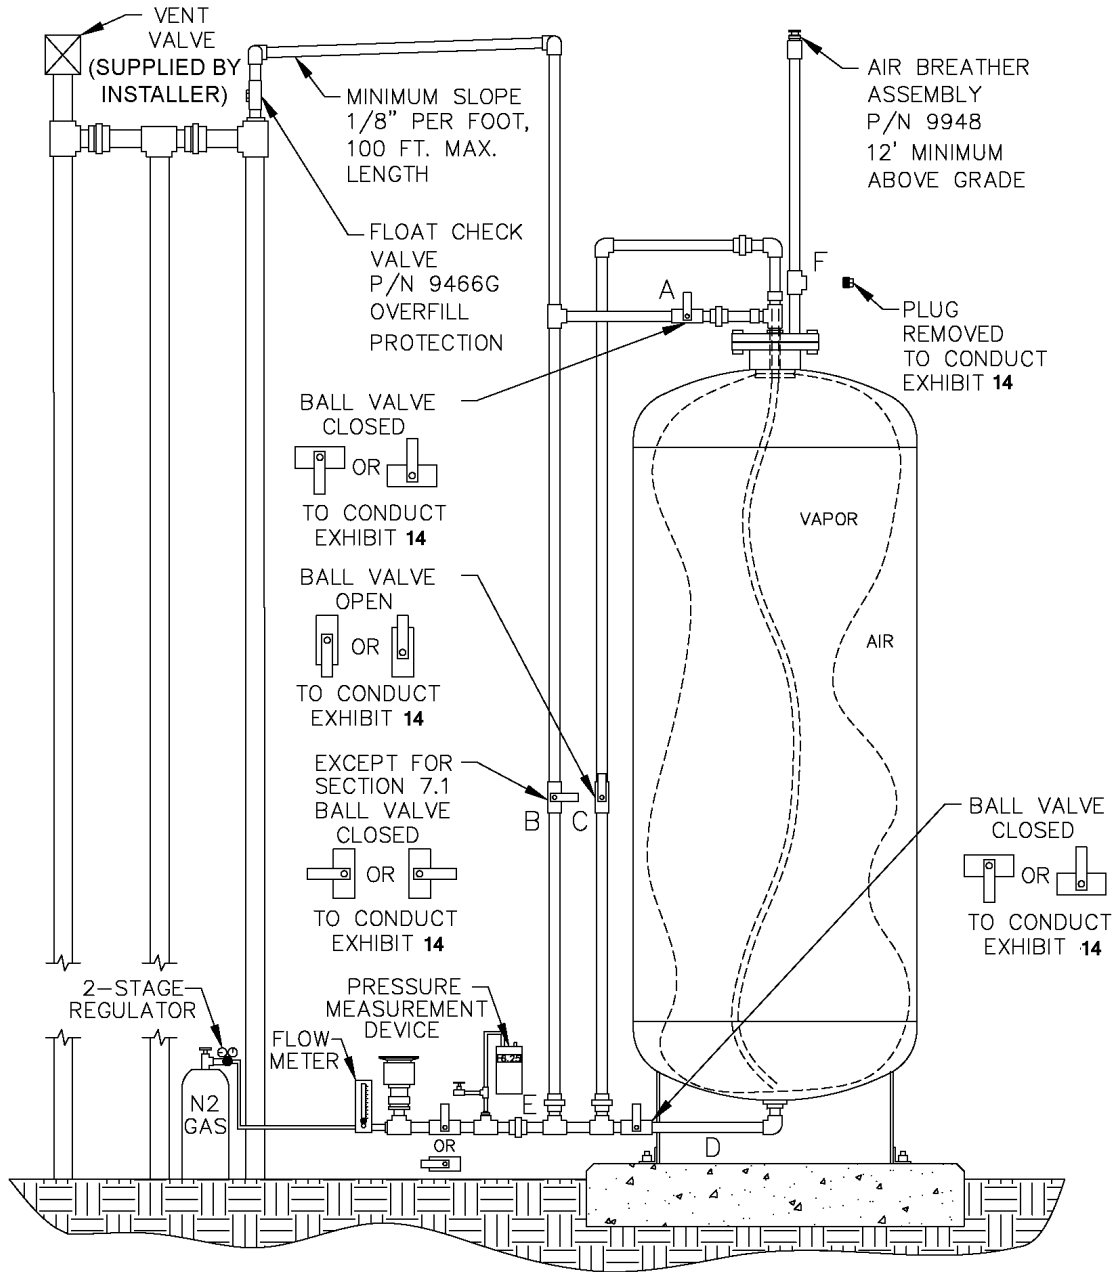 VENT
VALVE
(SUPPLIED BY
INSTALLER)
MINIMUM SLOPE
1/8" PER FOOT,
100 FT. MAX.
LENGTH
AIR BREATHER
ASSEMBLY
P/N 9948
12' MINIMUM
ABOVE GRADE
FLOAT CHECK
VALVE
P/N 9466G
OVERFILL
PROTECTION
A
F
PLUG
REMOVED
TO CONDUCT
EXHIBIT 14
BALL VALVE
CLOSED
OR
TO CONDUCT
EXHIBIT 14
VAPOR
AIR
BALL VALVE
OPEN
OR
TO CONDUCT
EXHIBIT 14
EXCEPT FOR
SECTION 7.1
BALL VALVE
CLOSED
OR
TO CONDUCT
EXHIBIT 14
B
C
BALL VALVE
CLOSED
OR
TO CONDUCT
EXHIBIT 14
2-STAGE
REGULATOR
PRESSURE
MEASUREMENT
DEVICE
FLOW
METER
N2
GAS
E
OR
D